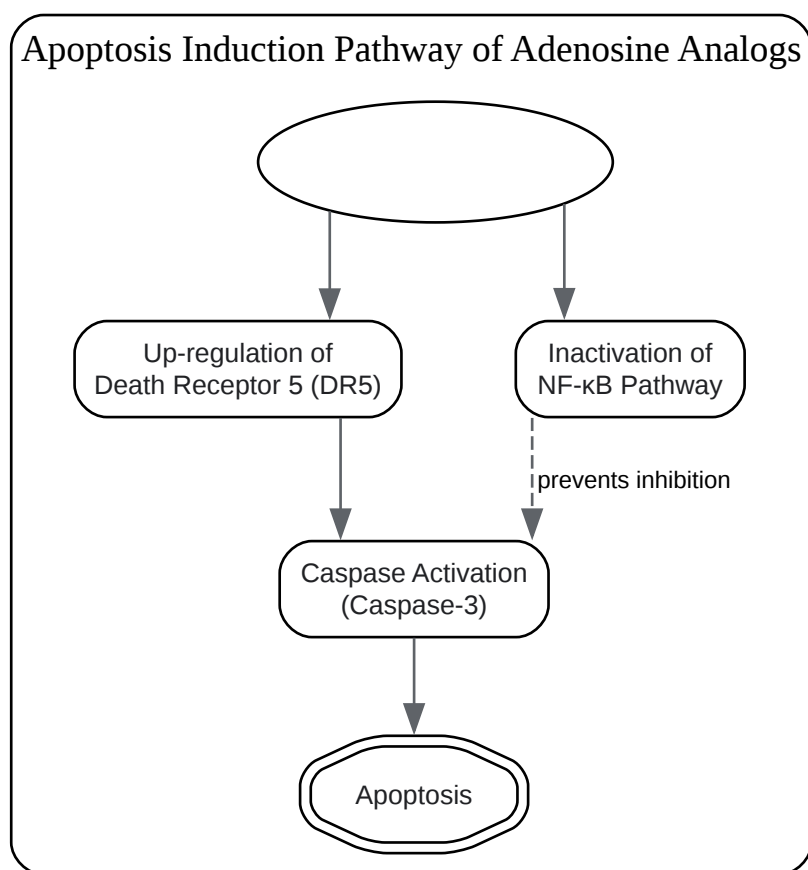 Apoptosis Induction Pathway of Adenosine Analogs
Up-regulation of
Death Receptor 5 (DR5)
Inactivation of
NF-κB Pathway
prevents inhibition
Caspase Activation
(Caspase-3)
Apoptosis